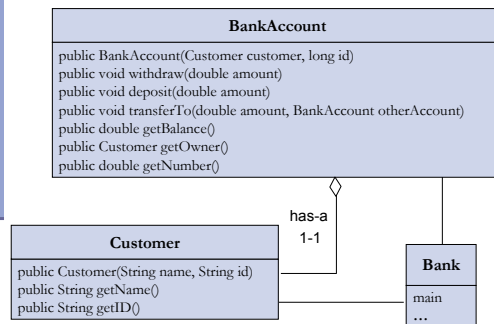 BankAccount
public BankAccount(Customer customer, long id)
public void withdraw(double amount)
public void deposit(double amount)
public void transferTo(double amount, BankAccount otherAccount)
public double getBalance()
public Customer getOwner()
public double getNumber()
has-a
1-1
Customer
public Customer(String name, String id)
public String getName()
public String getID()
Bank
main
…